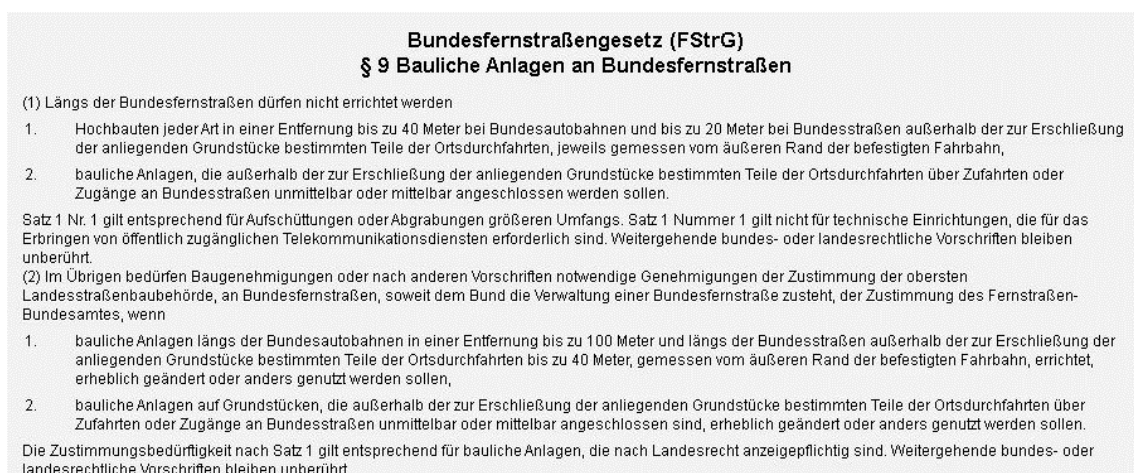 Bundesfernstraßengesetz (FStrG)
§ 9 Bauliche Anlagen an Bundesfernstraßen
(1) Längs der Bundesfernstraßen dürfen nicht errichtet werden
1. Hochbauten jeder Art in einer Entfernung bis zu 40 Meter bei Bundesautobahnen und bis zu 20 Meter bei Bundesstraßen außerhalb der zur Erschließung
der anliegenden Grundstücke bestimmten Teile der Ortsdurchfahrten, jeweils gemessen vom äußeren Rand der befestigten Fahrbahn,
2. bauliche Anlagen, die außerhalb der zur Erschließung der anliegenden Grundstücke bestimmten Teile der Ortsdurchfahrten über Zufahrten oder
Zugänge an Bundesstraßen unmittelbar oder mittelbar angeschlossen werden sollen.
Satz 1 Nr. 1 gilt entsprechend für Aufschüttungen oder Abgrabungen größeren Umfangs. Satz 1 Nummer 1 gilt nicht für technische Einrichtungen, die für das
Erbringen von öffentlich zugänglichen Telekommunikationsdiensten erforderlich sind. Weitergehende bundes- oder landesrechtliche Vorschriften bleiben
unberührt.
(2) Im Übrigen bedürfen Baugenehmigungen oder nach anderen Vorschriften notwendige Genehmigungen der Zustimmung der obersten
Landesstraßenbaubehörde, an Bundesfernstraßen, soweit dem Bund die Verwaltung einer Bundesfernstraße zusteht, der Zustimmung des Fernstraßen-
Bundesamtes, wenn
1. bauliche Anlagen längs der Bundesautobahnen in einer Entfernung bis zu 100 Meter und längs der Bundesstraßen außerhalb der zur Erschließung der
anliegenden Grundstücke bestimmten Teile der Ortsdurchfahrten bis zu 40 Meter, gemessen vom äußeren Rand der befestigten Fahrbahn, errichtet,
erheblich geändert oder anders genutzt werden sollen,
2. bauliche Anlagen auf Grundstücken, die außerhalb der zur Erschließung der anliegenden Grundstücke bestimmten Teile der Ortsdurchfahrten über
Zufahrten oder Zugänge an Bundesstraßen unmittelbar oder mittelbar angeschlossen sind, erheblich geändert oder anders genutzt werden sollen.
Die Zustimmungsbedürftigkeit nach Satz 1 gilt entsprechend für bauliche Anlagen, die nach Landesrecht anzeigepflichtig sind. Weitergehende bundes- oder
landesrechtliche Vorschriften bleiben unberührt.